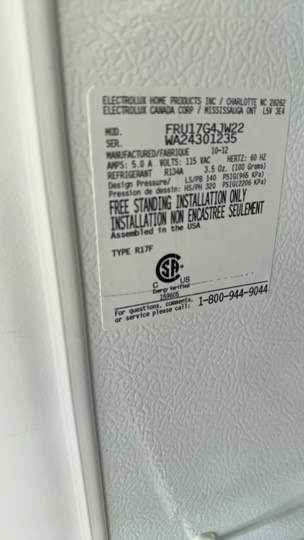 ELECTROLUX HOME PRODUCTS INC / CHARLOTTE NC 28262
ELECTROLUX CANADA CORP / MISSISSAUGA ONT L5V 3E4
MOD. FRU17G4JW22
SER. WA24301235
MANUFACTURED/FABRIQUE 10-12
AMPS: 5.0 A VOLTS: 115 VAC HERTZ: 60 HZ
REFRIGERANT R134A 3.5 Oz. (100 Grams)
Design Pressure/ LS/PB 140 PSIG(965 KPa)
Pression de dessin: HS/PH 320 PSIG(2206 KPa)
FREE STANDING INSTALLATION ONLY
INSTALLATION NON ENCASTREE SEULEMENT
Assembled in the USA
TYPE R17F
SA
C US
Energy Verified
159606
For questions, comments,
or service please call: 1-800-944-9044